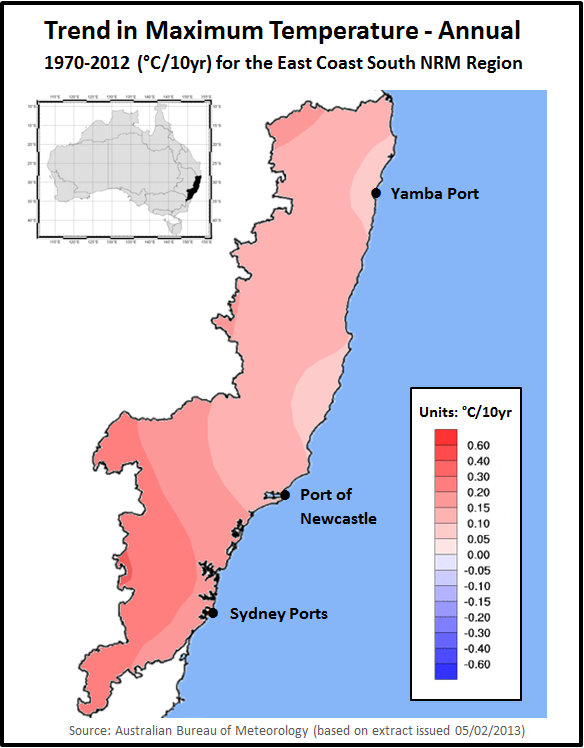 Trend in Maximum Temperature - Annual
1970-2012 (°C/10yr) for the East Coast South NRM Region
Yamba Port
Units: °C/10yr
0.60
0.40
0.30
0.20
0.15
0.10
0.05
0.00
-0.05
-0.10
-0.15
-0.20
-0.30
-0.40
-0.60
Port of
Newcastle
Sydney Ports
Source: Australian Bureau of Meteorology (based on extract issued 05/02/2013)